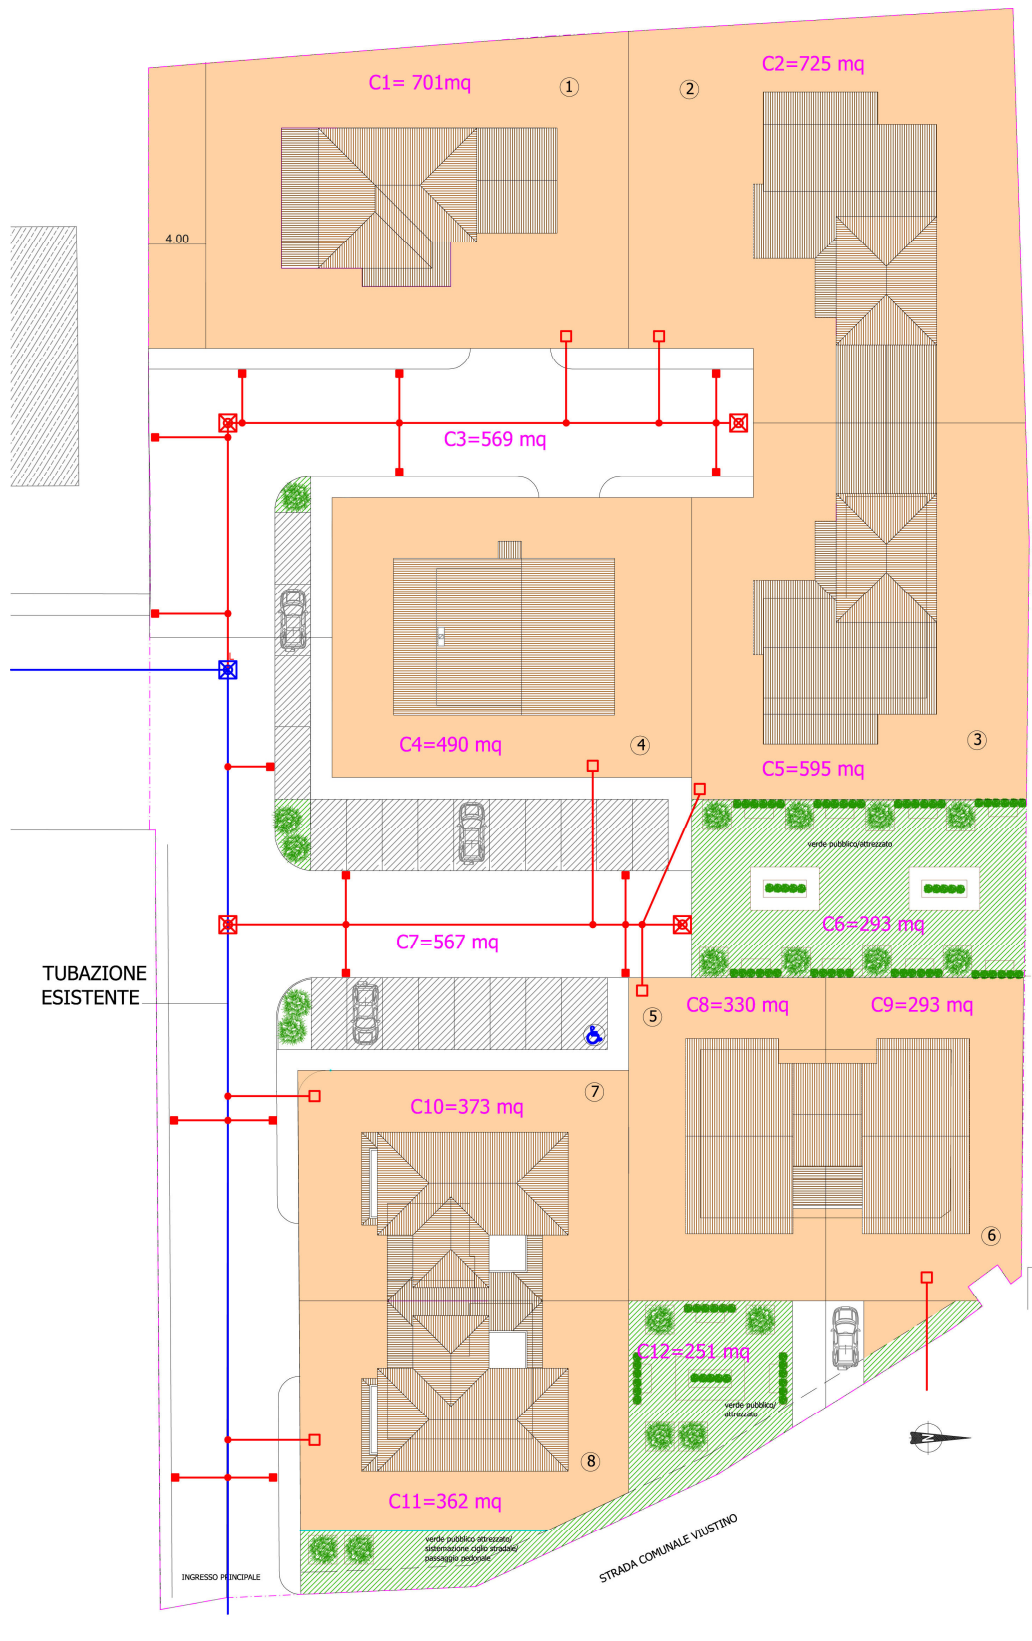 C2=725 mq
C1= 701mq
1
2
4.00
C3=569 mq
C4=490 mq
4
3
C5=595 mq
verde pubblico/attrezzato
C6=293 mq
C7=567 mq
TUBAZIONE
ESISTENTE
C8=330 mq
C9=293 mq
5
7
C10=373 mq
6
C12=251 mq
verde pubblico/
attrezzato
N
8
C11=362 mq
verde pubblico attrezzato/
sistemazione ciglio stradale/
passaggio pedonale
STRADA COMUNALE VIUSTINO
INGRESSO PRINCIPALE